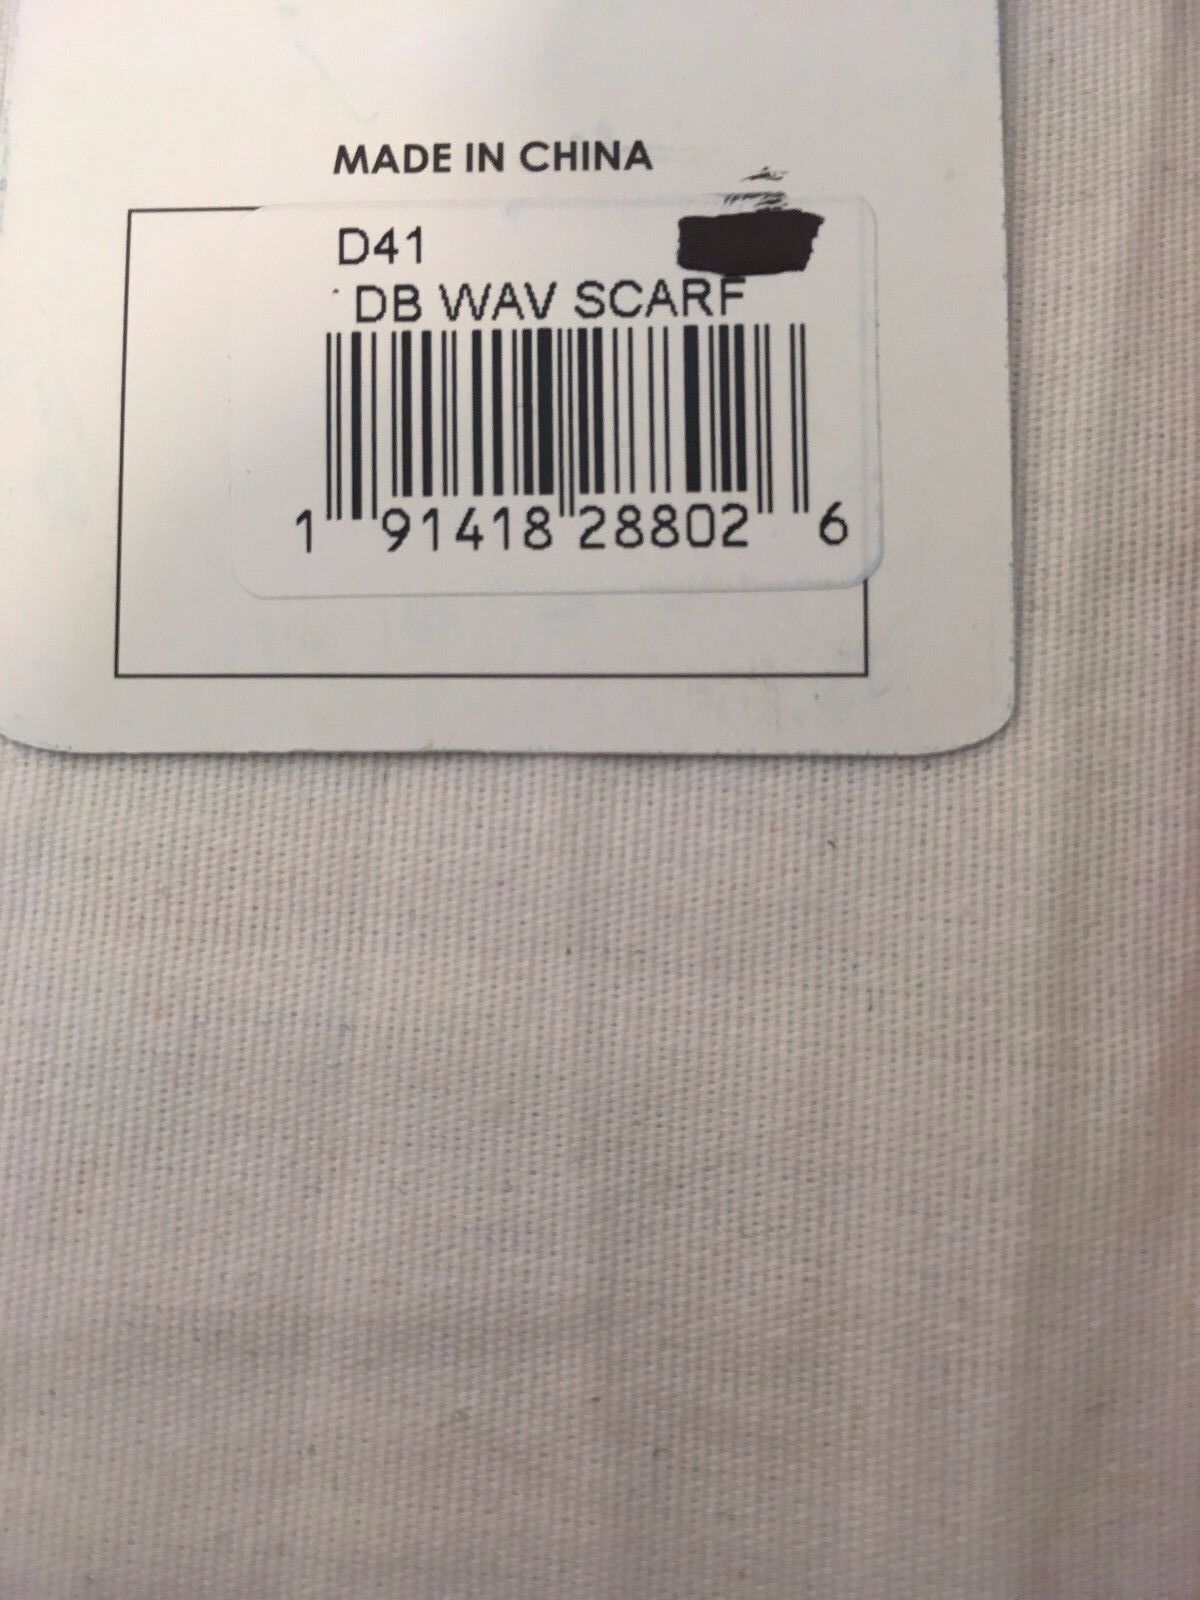 MADE IN CHINA
D41
DB WAV SCARF
1 91418 28802 6